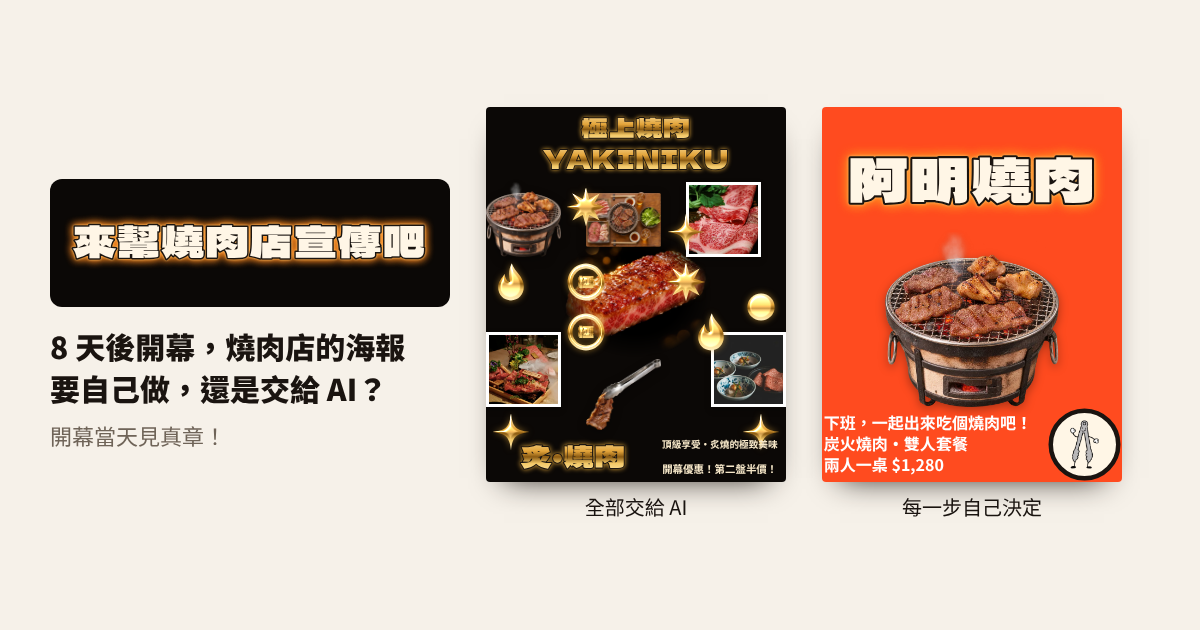 來幫燒肉店宣傳吧
8 天後開幕，燒肉店的海報
要自己做，還是交給 AI？
開幕當天見真章！
極上燒肉
YAKINIKU
炙•燒肉
頂級享受・炙燒的極致美味
開幕優惠！第二盤半價！
全部交給 AI
阿明燒肉
下班，一起出來吃個燒肉吧！
炭火燒肉・雙人套餐
兩人一桌 $1,280
每一步自己決定